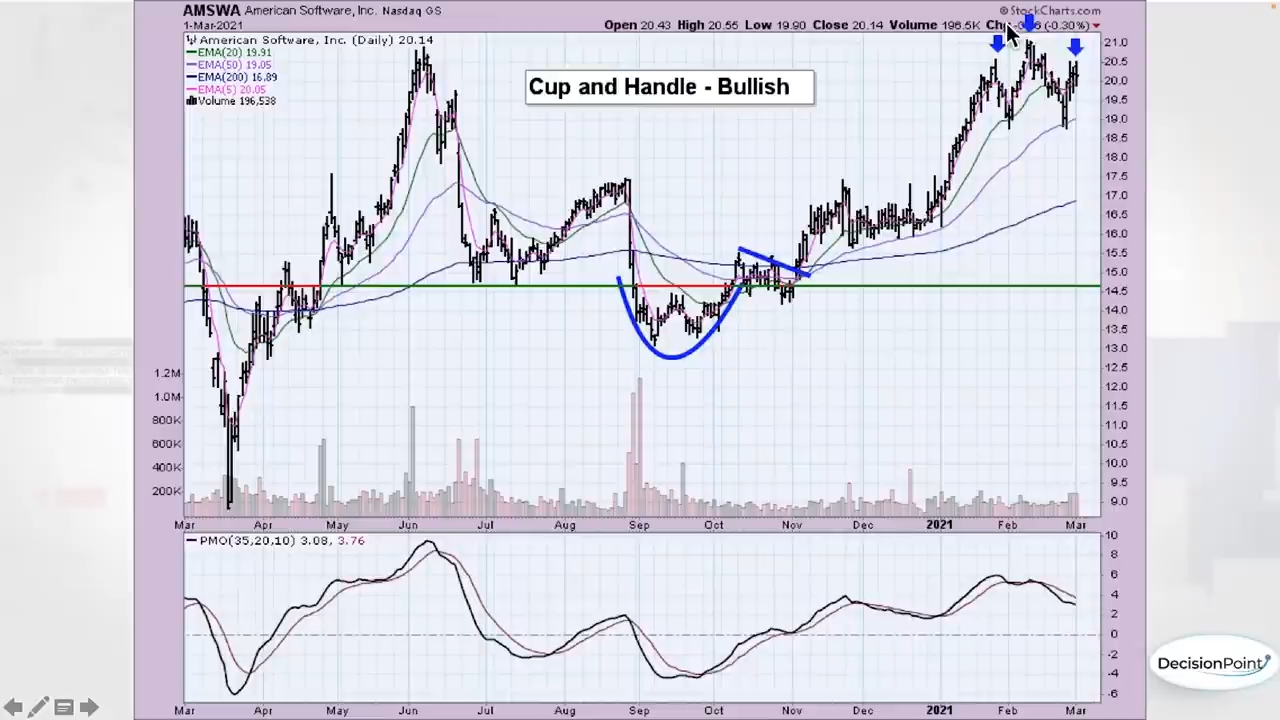 AMSWA American Software, Inc. Nasdaq GS
© StockCharts.com
1-Mar-2021
Open 20.43 High 20.55 Low 19.90 Close 20.14 Volume 196.5K Chg (-0.30%)
American Software, Inc. (Daily) 20.14
EMA(20) 19.91
EMA(50) 19.05
EMA(200) 16.89
EMA(5) 20.05
Volume 196,538
Cup and Handle - Bullish
21.0
20.5
20.0
19.5
19.0
18.5
18.0
17.5
17.0
16.5
16.0
15.5
15.0
14.5
14.0
13.5
13.0
12.5
12.0
11.5
11.0
10.5
10.0
9.5
9.0
1.2M
1.0M
800K
600K
400K
200K
Mar Apr May Jun Jul Aug Sep Oct Nov Dec 2021 Feb Mar
PMO(35,20,10) 3.08, 3.76
10
8
6
4
2
0
-2
-4
-6
Mar Apr May Jun Jul Aug Sep Oct Nov Dec 2021 Feb Mar
DecisionPoint